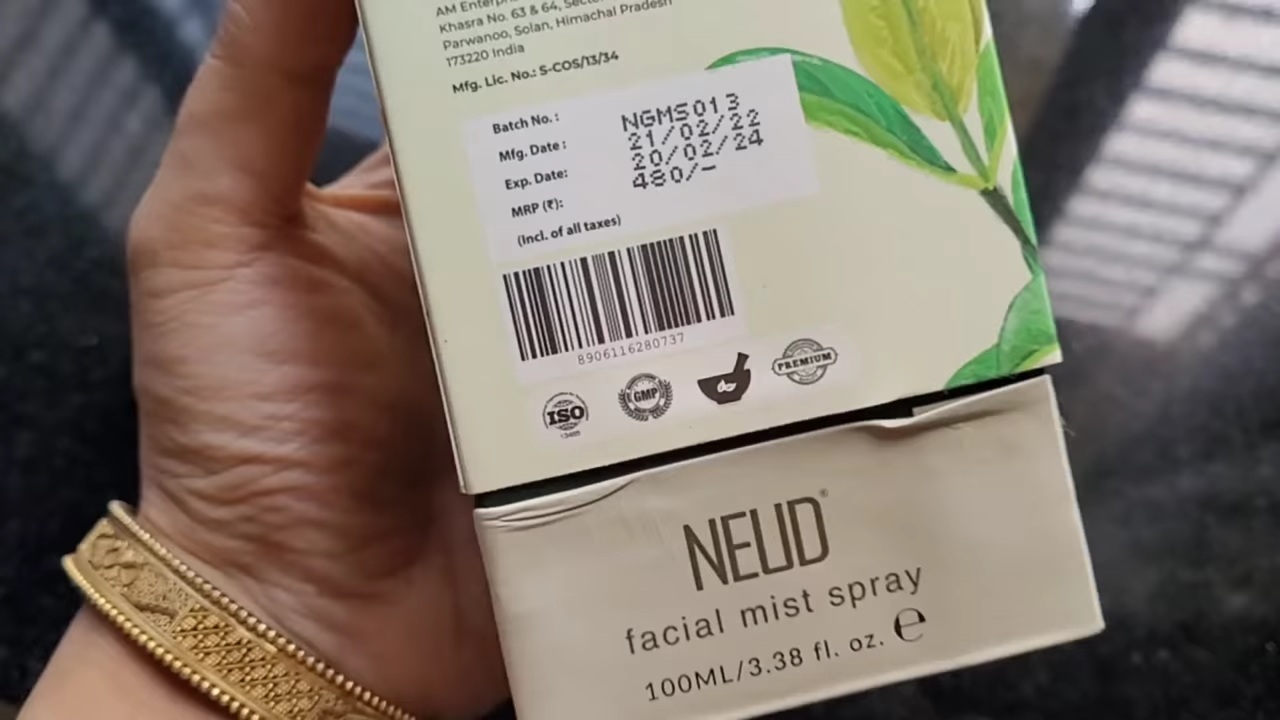 AM Enterpr
Khasra No. 63 & 64, Sector
Parwanoo, Solan, Himachal Pradesh
173220 India
Mfg. Lic. No.: S-COS/13/34
Batch No. : NGMS013
Mfg. Date : 21/02/22
Exp. Date: 20/02/24
MRP (₹): 480/-
(Incl. of all taxes)
8906116280737
ISO
GMP
PREMIUM
NEUD®
facial mist spray
100ML/3.38 fl. oz. ℮